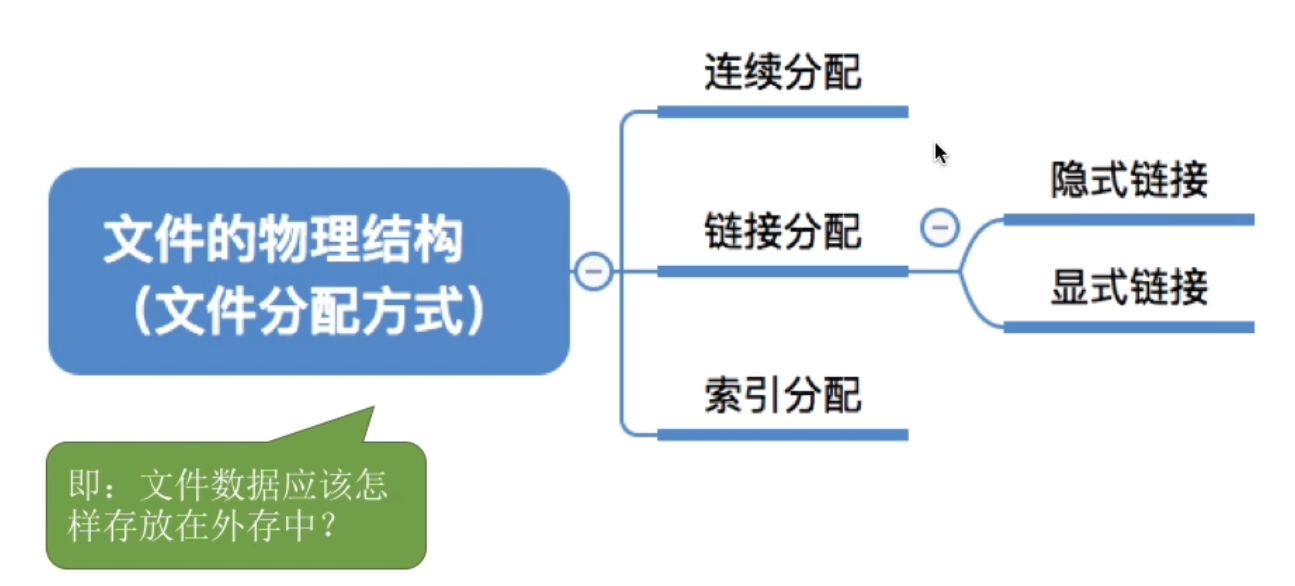 连续分配
隐式链接
文件的物理结构
（文件分配方式）
链接分配
显式链接
索引分配
即：文件数据应该怎
样存放在外存中？